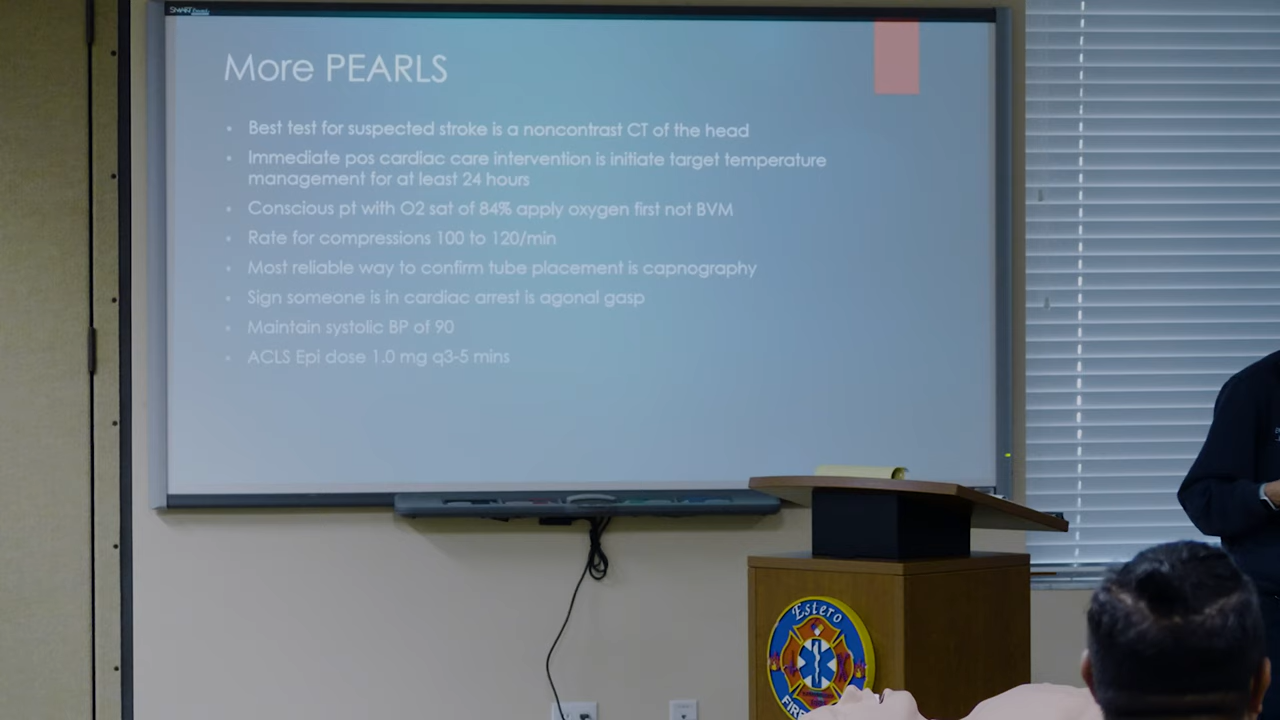 SMART
More PEARLS
• Best test for suspected stroke is a noncontrast CT of the head
• Immediate pos cardiac care intervention is initiate target temperature
management for at least 24 hours
• Conscious pt with O2 sat of 84% apply oxygen first not BVM
• Rate for compressions 100 to 120/min
• Most reliable way to confirm tube placement is capnography
• Sign someone is in cardiac arrest is agonal gasp
• Maintain systolic BP of 90
• ACLS Epi dose 1.0 mg q3-5 mins
Estero
FIRE